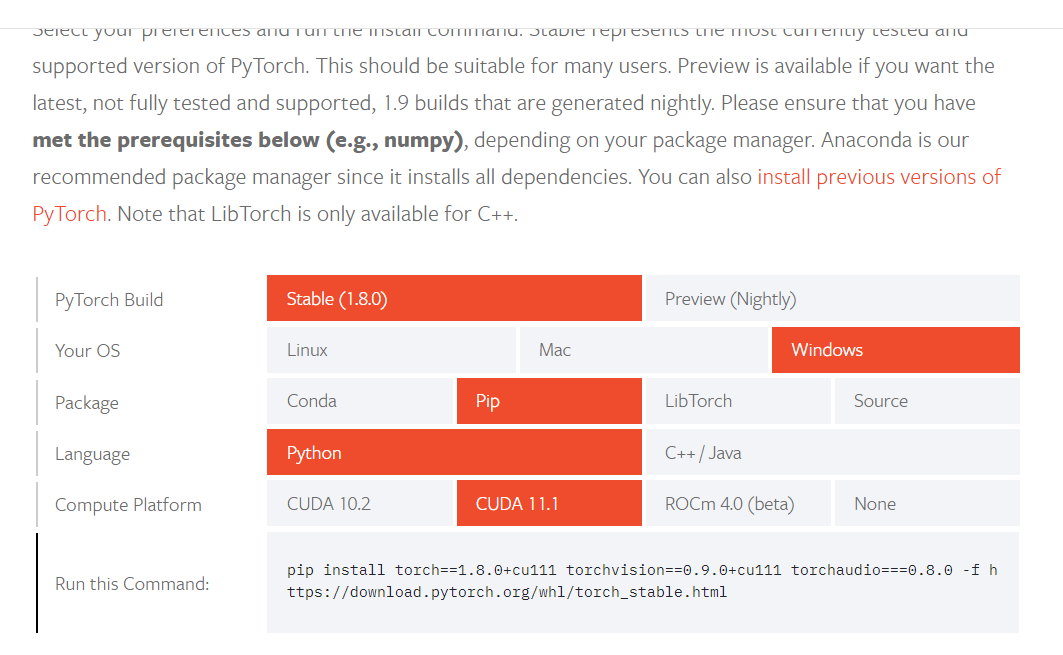 Select your preferences and run the install command. Stable represents the most currently tested and
supported version of PyTorch. This should be suitable for many users. Preview is available if you want the
latest, not fully tested and supported, 1.9 builds that are generated nightly. Please ensure that you have
met the prerequisites below (e.g., numpy), depending on your package manager. Anaconda is our
recommended package manager since it installs all dependencies. You can also install previous versions of
PyTorch. Note that LibTorch is only available for C++.
PyTorch Build Stable (1.8.0) Preview (Nightly)
Your OS Linux Mac Windows
Package Conda Pip LibTorch Source
Language Python C++ / Java
Compute Platform CUDA 10.2 CUDA 11.1 ROCm 4.0 (beta) None
Run this Command: pip install torch==1.8.0+cu111 torchvision==0.9.0+cu111 torchaudio===0.8.0 -f h
ttps://download.pytorch.org/whl/torch_stable.html